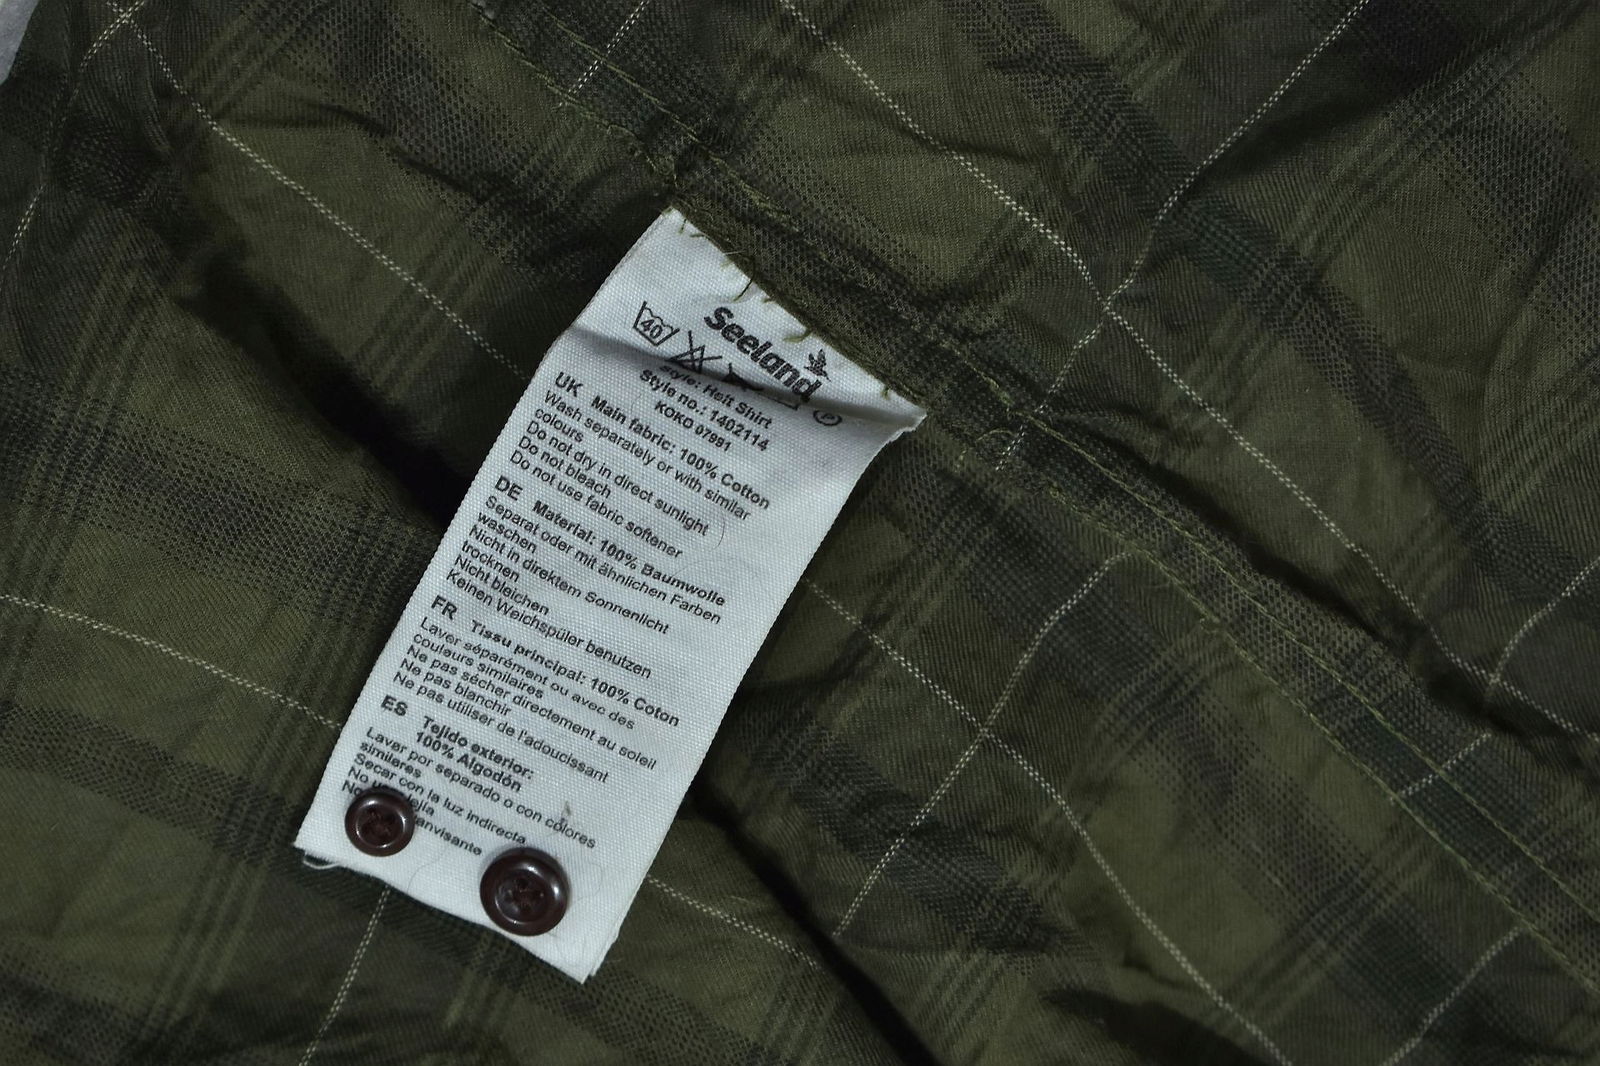 Seeland
40
P
Style: Helt Shirt
Style no.: 1402114
KOKO 07991
UK Main fabric: 100% Cotton
Wash separately or with similar
colours
Do not dry in direct sunlight
Do not bleach
Do not use fabric softener
DE Material: 100% Baumwolle
Separat oder mit ähnlichen Farben
waschen
Nicht in direktem Sonnenlicht
trocknen
Nicht bleichen
Keinen Weichspüler benutzen
FR Tissu principal: 100% Coton
Laver séparément ou avec des
couleurs similaires
Ne pas sécher directement au soleil
Ne pas blanchir
Ne pas utiliser de l'adoucissant
ES Tejido exterior:
100% Algodón
Lavar por separado o con colores
similares
Secar con la luz indirecta
No
No